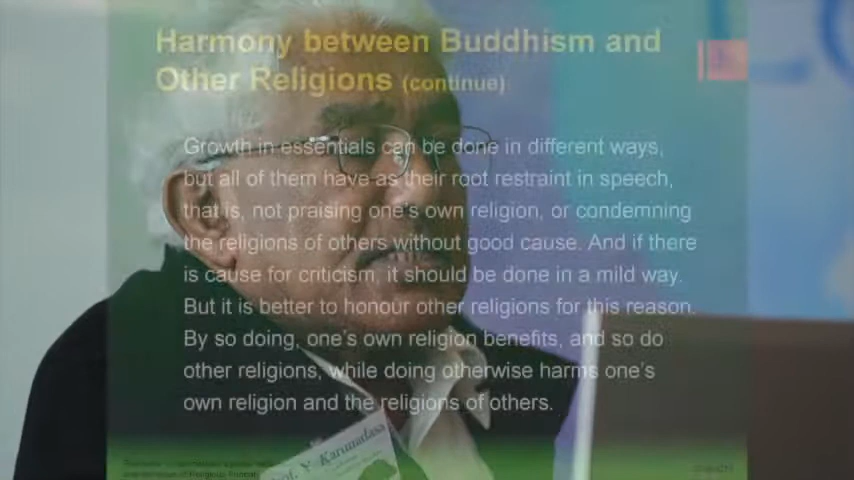 Harmony between Buddhism and
Other Religions (continue)
Growth in essentials can be done in different ways,
but all of them have as their root restraint in speech,
that is, not praising one's own religion, or condemning
the religions of others without good cause. And if there
is cause for criticism, it should be done in a mild way.
But it is better to honour other religions for this reason.
By so doing, one's own religion benefits, and so do
other religions, while doing otherwise harms one's
own religion and the religions of others.
Prof. Y. Karunadasa